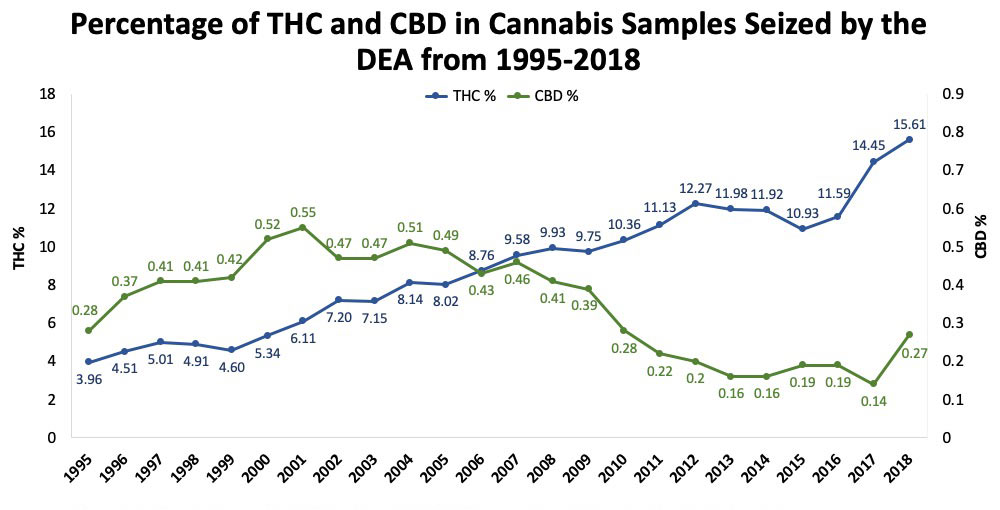 Percentage of THC and CBD in Cannabis Samples Seized by the
DEA from 1995-2018
THC % CBD %
THC %
18
16
14
12
10
8
6
4
2
0
CBD %
0.9
0.8
0.7
0.6
0.5
0.4
0.3
0.2
0.1
0
3.96 4.51 5.01 4.91 4.60 5.34 6.11 7.20 7.15 8.14 8.02 8.76 9.58 9.93 9.75 10.36 11.13 12.27 11.98 11.92 10.93 11.59 14.45 15.61
0.28 0.37 0.41 0.41 0.42 0.52 0.55 0.47 0.47 0.51 0.49 0.43 0.46 0.41 0.39 0.28 0.22 0.2 0.16 0.16 0.19 0.19 0.14 0.27
1995 1996 1997 1998 1999 2000 2001 2002 2003 2004 2005 2006 2007 2008 2009 2010 2011 2012 2013 2014 2015 2016 2017 2018